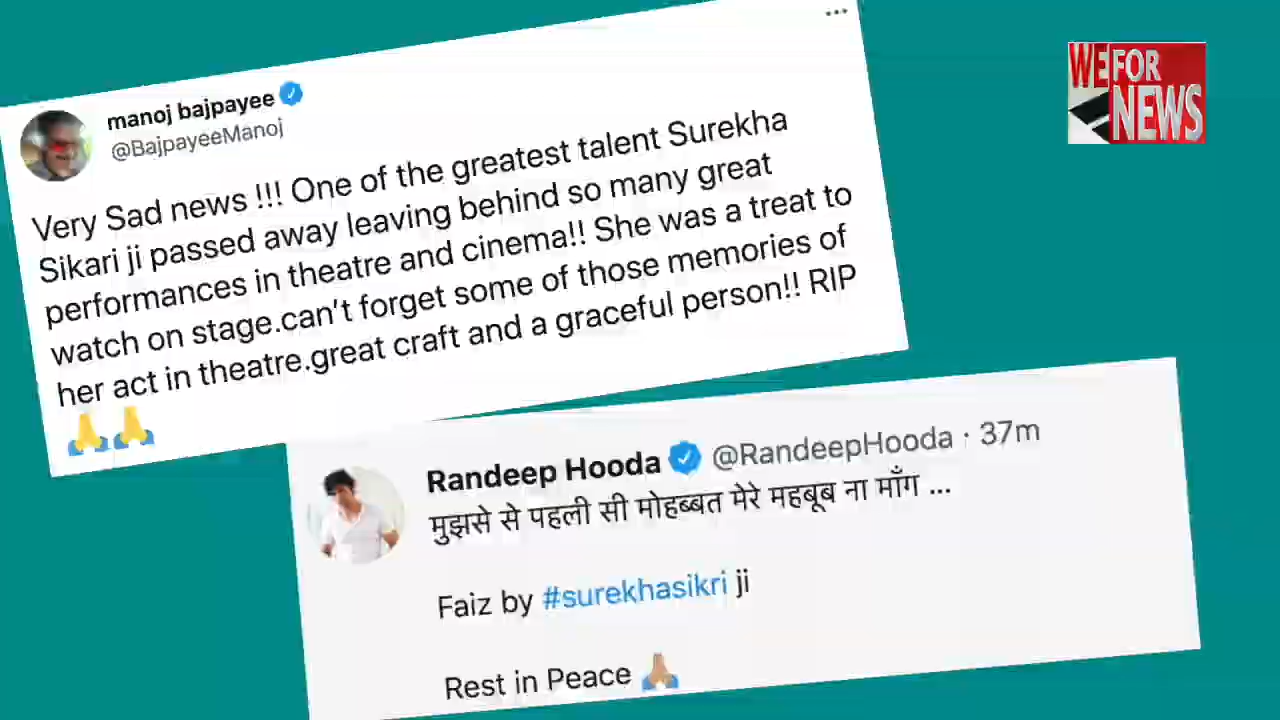 manoj bajpayee
@BajpayeeManoj
Very Sad news !!! One of the greatest talent Surekha
Sikari ji passed away leaving behind so many great
performances in theatre and cinema!! She was a treat to
watch on stage.can't forget some of those memories of
her act in theatre.great craft and a graceful person!! RIP
🙏🙏
WE FOR
NEWS
Randeep Hooda @RandeepHooda · 37m
मुझसे से पहली सी मोहब्बत मेरे महबूब ना माँग ...
Faiz by #surekhasikri ji
Rest in Peace 🙏🏽